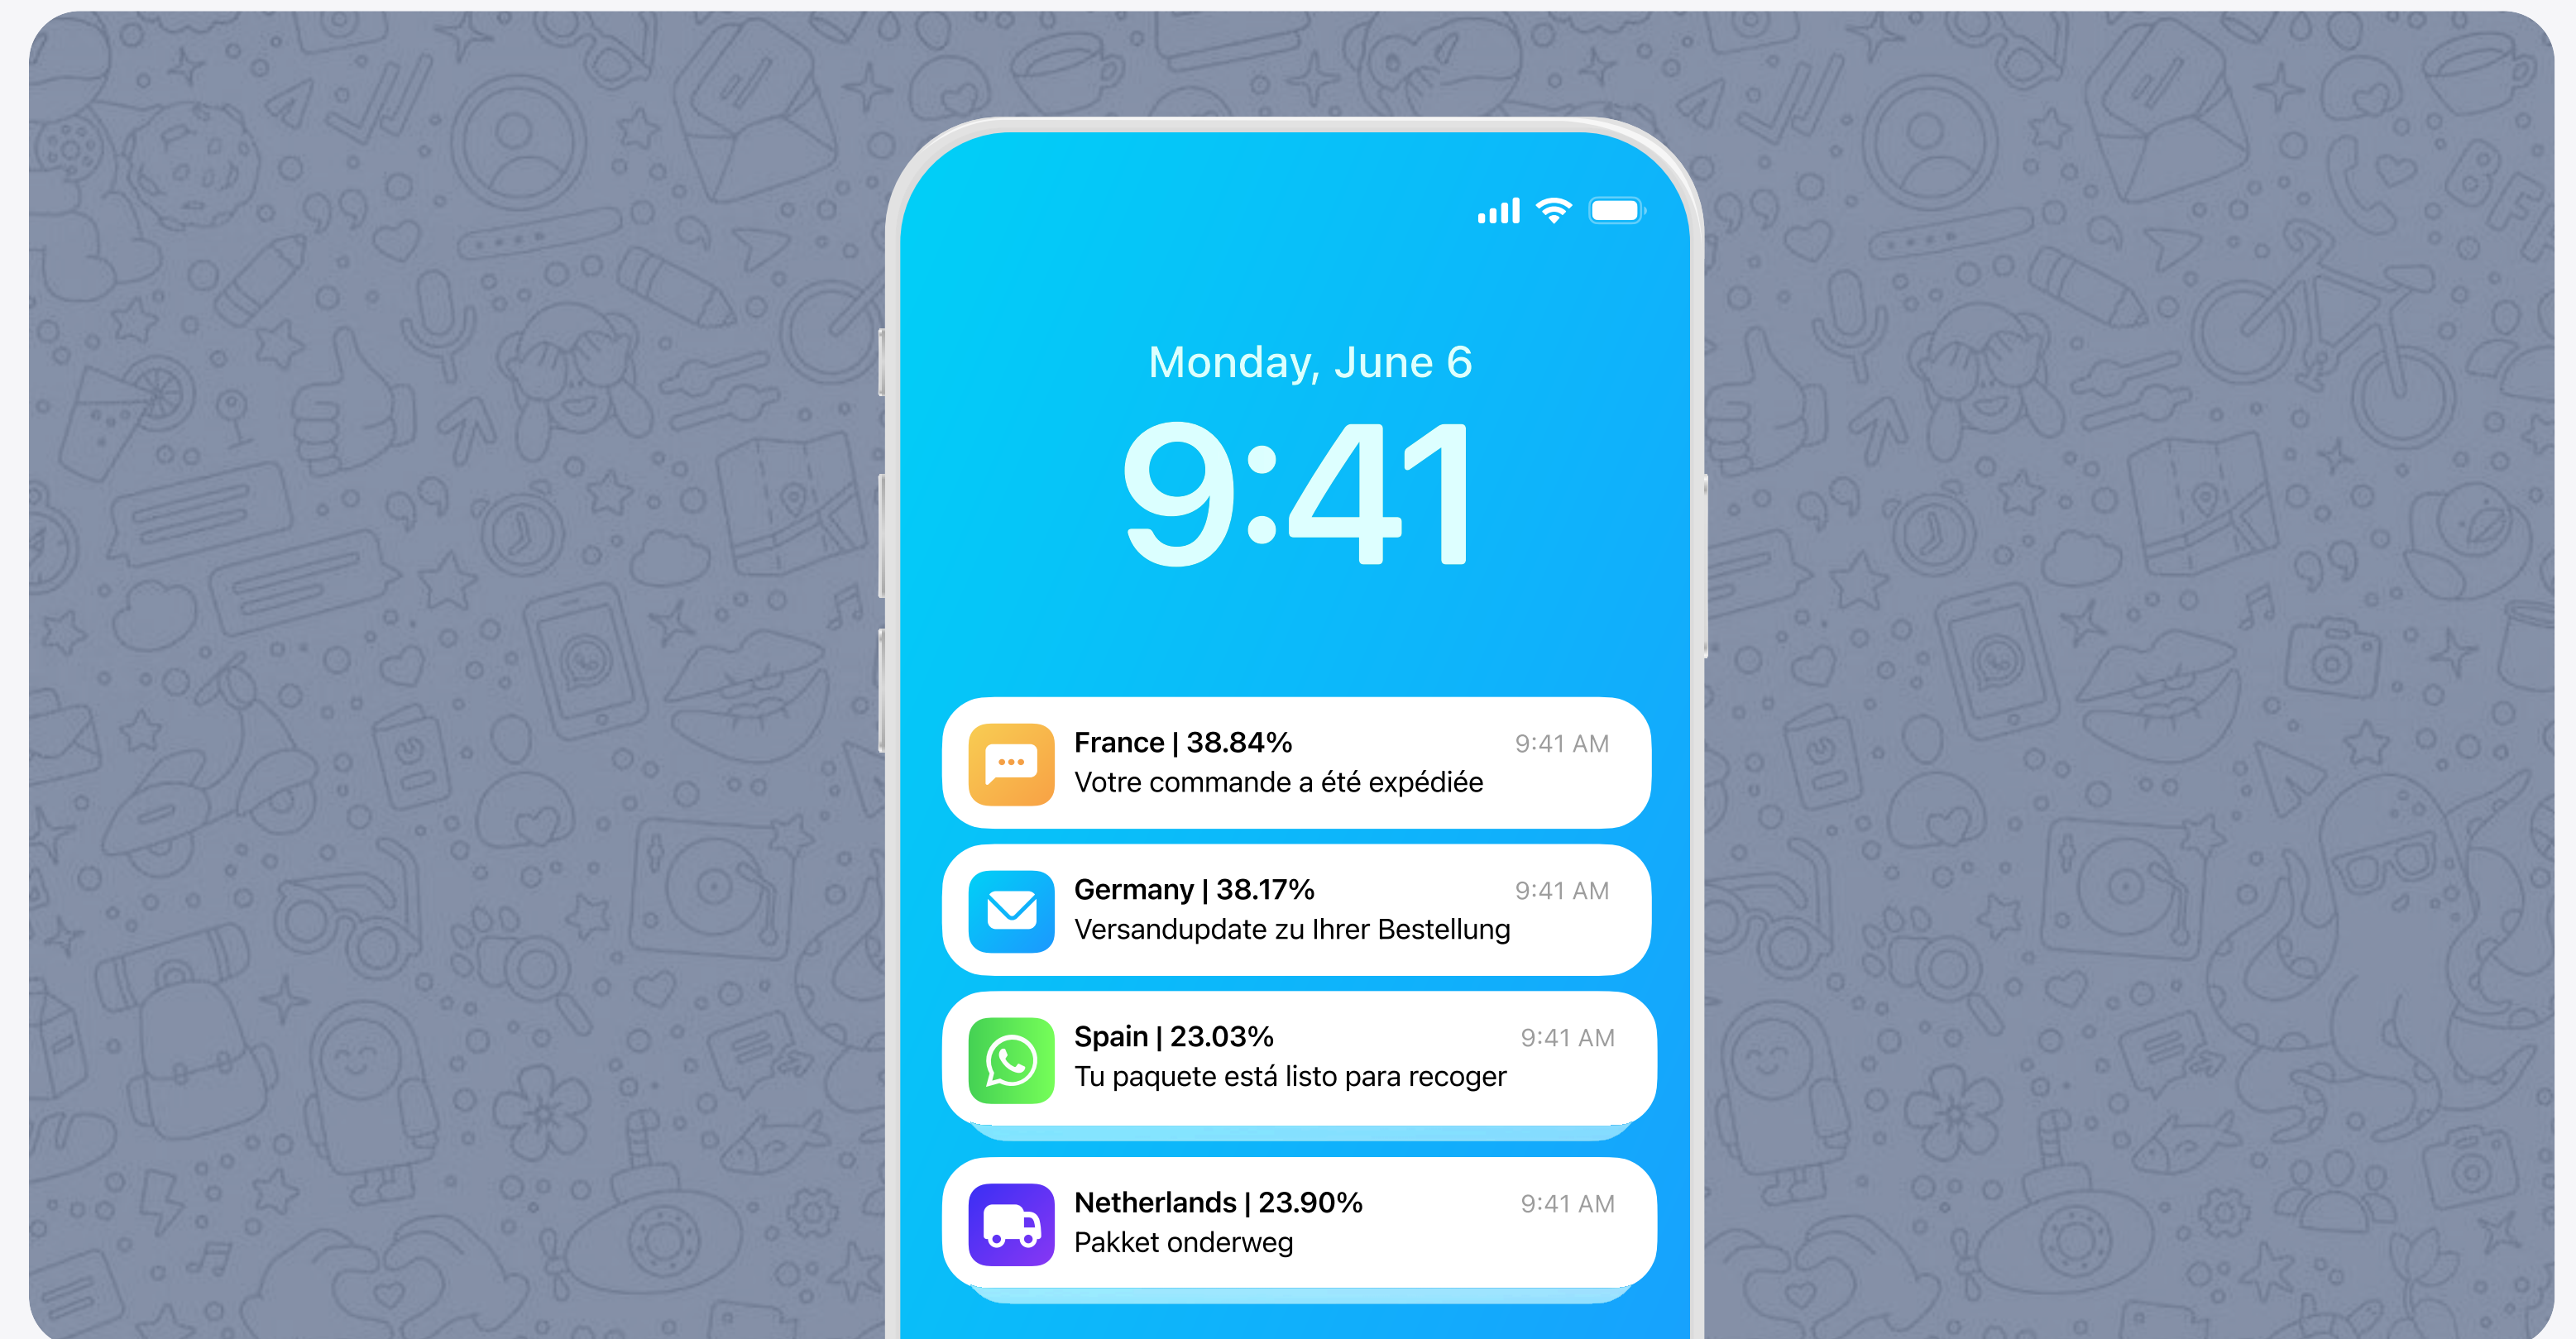 Monday, June 6
9:41
France | 38.84%
9:41 AM
Votre commande a été expédiée
Germany | 38.17%
9:41 AM
Versandupdate zu Ihrer Bestellung
Spain | 23.03%
9:41 AM
Tu paquete está listo para recoger
Netherlands | 23.90%
9:41 AM
Pakket onderweg